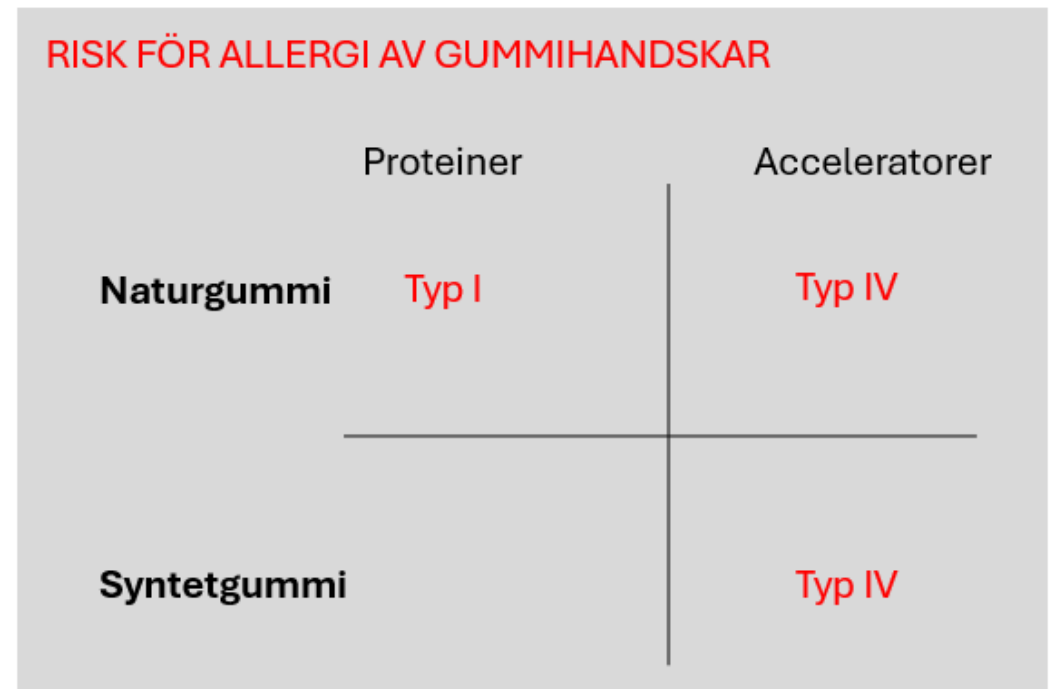 RISK FÖR ALLERGI AV GUMMIHANDSKAR
Proteiner Acceleratorer
Naturgummi Typ I Typ IV
Syntetgummi Typ IV